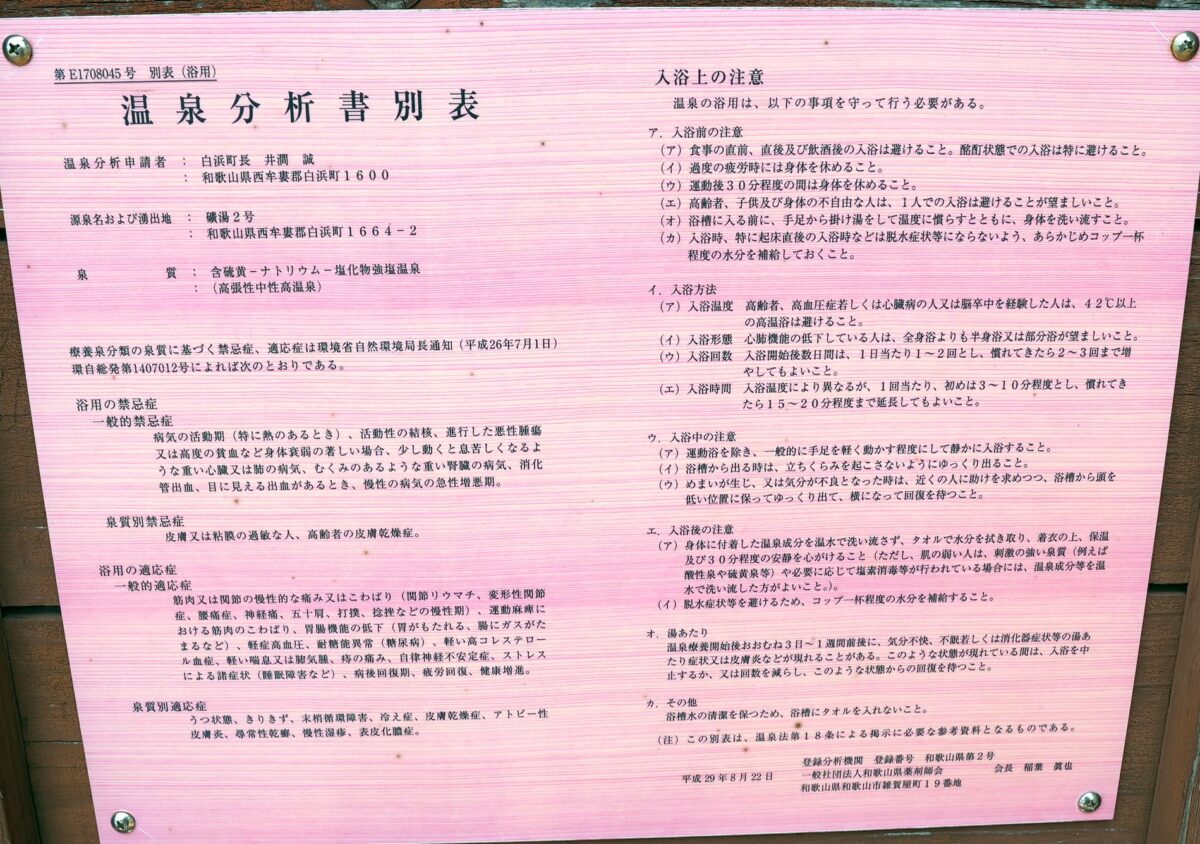 第E1708045号　別表（浴用）
温泉分析書別表
温泉分析申請者　：　白浜町長　井澗　誠
：　和歌山県西牟婁郡白浜町１６００
源泉名および湧出地　：　礦湯２号
：　和歌山県西牟婁郡白浜町１６６４－２
泉　　　　　質　：　含硫黄－ナトリウム－塩化物強塩温泉
：　（高張性中性高温泉）
療養泉分類の泉質に基づく禁忌症、適応症は環境省自然環境局長通知（平成26年7月1日）
環自総発第1407012号によれば次のとおりである。
浴用の禁忌症
一般的禁忌症
病気の活動期（特に熱のあるとき）、活動性の結核、進行した悪性腫瘍
又は高度の貧血など身体衰弱の著しい場合、少し動くと息苦しくなるよ
うな重い心臓又は肺の病気、むくみのあるような重い腎臓の病気、消化
管出血、目に見える出血があるとき、慢性の病気の急性増悪期。
泉質別禁忌症
皮膚又は粘膜の過敏な人、高齢者の皮膚乾燥症。
浴用の適応症
一般的適応症
筋肉又は関節の慢性的な痛み又はこわばり（関節リウマチ、変形性関節
症、腰痛症、神経痛、五十肩、打撲、捻挫などの慢性期）、運動麻痺に
おける筋肉のこわばり、胃腸機能の低下（胃がもたれる、腸にガスがた
まるなど）、軽症高血圧、耐糖能異常（糖尿病）、軽い高コレステロー
ル血症、軽い喘息又は肺気腫、痔の痛み、自律神経不安定症、ストレス
による諸症状（睡眠障害など）、病後回復期、疲労回復、健康増進。
泉質別適応症
うつ状態、きりきず、末梢循環障害、冷え症、皮膚乾燥症、アトピー性
皮膚炎、尋常性乾癬、慢性湿疹、表皮化膿症。
入浴上の注意
温泉の浴用は、以下の事項を守って行う必要がある。
ア．入浴前の注意
（ア）食事の直前、直後及び飲酒後の入浴は避けること。酩酊状態での入浴は特に避けること。
（イ）過度の疲労時には身体を休めること。
（ウ）運動後３０分程度の間は身体を休めること。
（エ）高齢者、子供及び身体の不自由な人は、１人での入浴は避けることが望ましいこと。
（オ）浴槽に入る前に、手足から掛け湯をして温度に慣らすとともに、身体を洗い流すこと。
（カ）入浴時、特に起床直後の入浴時などは脱水症状等にならないよう、あらかじめコップ一杯
程度の水分を補給しておくこと。
イ．入浴方法
（ア）入浴温度　高齢者、高血圧症若しくは心臓病の人又は脳卒中を経験した人は、４２℃以上
の高温浴は避けること。
（イ）入浴形態　心肺機能の低下している人は、全身浴よりも半身浴又は部分浴が望ましいこと。
（ウ）入浴回数　入浴開始後数日間は、１日当たり１～２回とし、慣れてきたら２～３回まで増
やしてもよいこと。
（エ）入浴時間　入浴温度により異なるが、１回当たり、初めは３～１０分程度とし、慣れてき
たら１５～２０分程度まで延長してもよいこと。
ウ．入浴中の注意
（ア）運動浴を除き、一般的に手足を軽く動かす程度にして静かに入浴すること。
（イ）浴槽から出る時は、立ちくらみを起こさないようにゆっくり出ること。
（ウ）めまいが生じ、又は気分が不良となった時は、近くの人に助けを求めつつ、浴槽から頭を
低い位置に保ってゆっくり出て、横になって回復を待つこと。
エ．入浴後の注意
（ア）身体に付着した温泉成分を温水で洗い流さず、タオルで水分を拭き取り、着衣の上、保温
及び３０分程度の安静を心がけること（ただし、肌の弱い人は、刺激の強い泉質（例えば
酸性泉や硫黄泉等）や必要に応じて塩素消毒等が行われている場合には、温泉成分等を温
水で洗い流した方がよいこと。）。
（イ）脱水症状等を避けるため、コップ一杯程度の水分を補給すること。
オ．湯あたり
温泉療養開始後おおむね３日～１週間前後に、気分不快、不眠若しくは消化器症状等の湯あ
たり症状又は皮膚炎などが現れることがある。このような状態が現れている間は、入浴を中
止するか、又は回数を減らし、このような状態からの回復を待つこと。
カ．その他
浴槽水の清潔を保つため、浴槽にタオルを入れないこと。
（注）この別表は、温泉法第１８条による掲示に必要な参考資料となるものである。
登録分析機関　登録番号　和歌山県第２号
平成29年８月22日　一般社団法人和歌山県薬剤師会　会長　稲葉　眞也
和歌山県和歌山市雑賀屋町１９番地